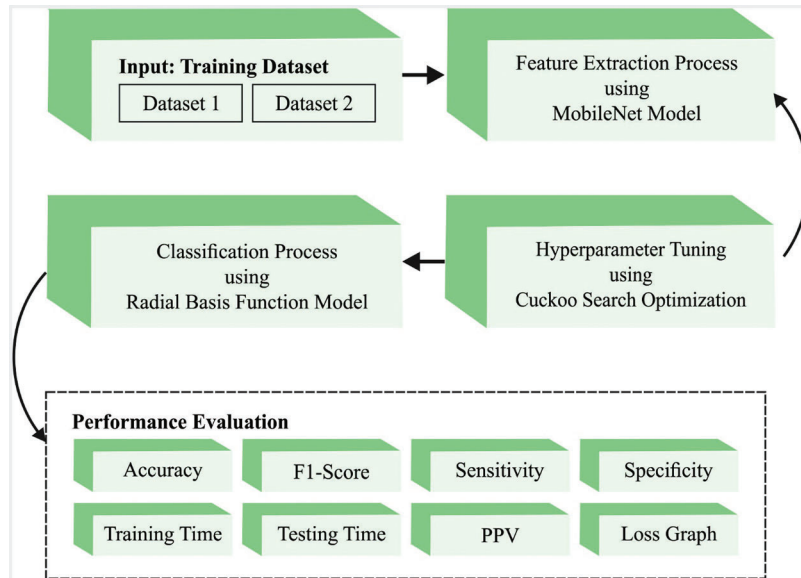 Input: Training Dataset
Dataset 1
Dataset 2
Feature Extraction Process
using
MobileNet Model
Classification Process
using
Radial Basis Function Model
Hyperparameter Tuning
using
Cuckoo Search Optimization
Performance Evaluation
Accuracy
F1-Score
Sensitivity
Specificity
Training Time
Testing Time
PPV
Loss Graph